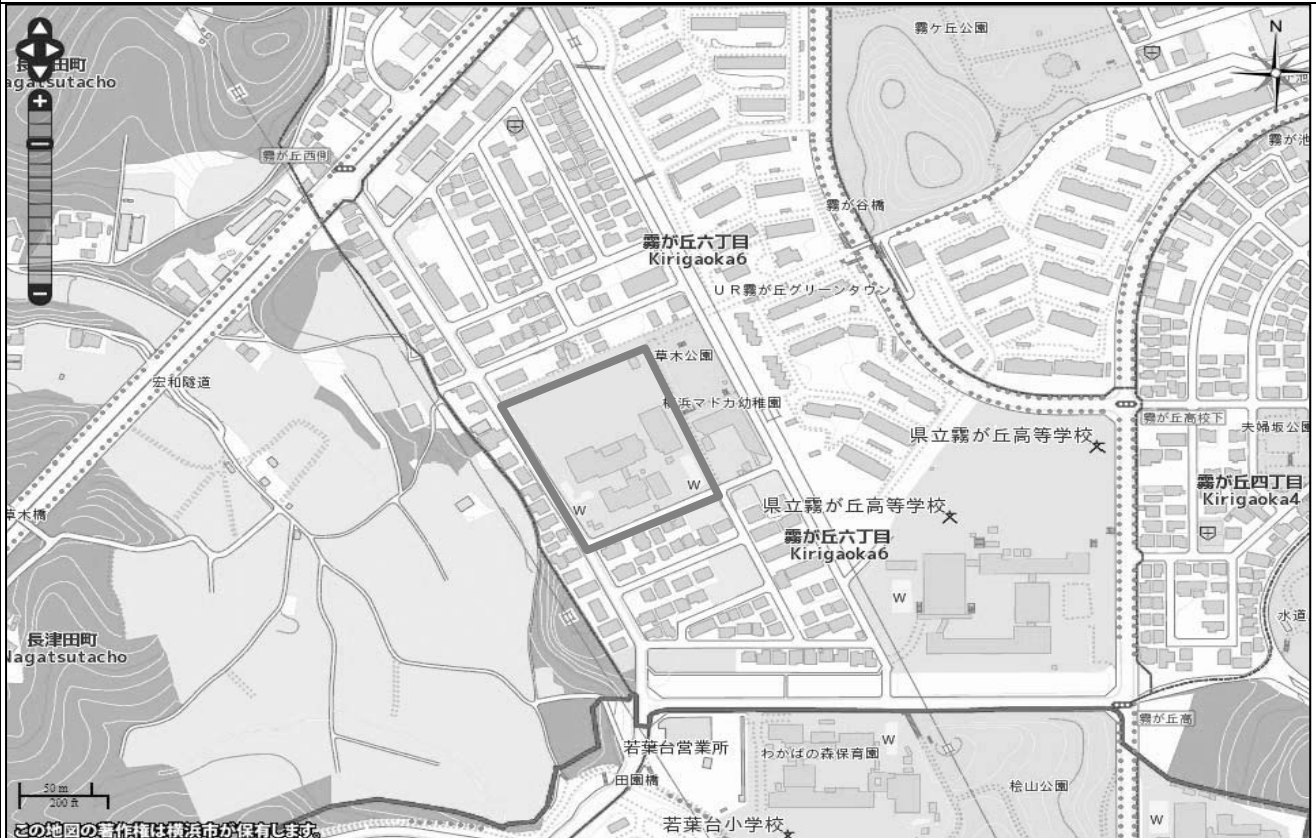 霧ケ丘公園
N
長津田町
Nagatsutacho
+
霧が丘西側
霧が池
霧が谷橋
霧が丘六丁目
Kirigaoka6
UR霧が丘グリーンタウン
草木公園
宏和隧道
横浜マドカ幼稚園
霧が丘高校下
夫婦坂公園
県立霧が丘高等学校
霧が丘四丁目
Kirigaoka4
W
W
県立霧が丘高等学校
草木橋
霧が丘六丁目
Kirigaoka6
W
水道
長津田町
Nagatsutacho
霧が丘高
若葉台営業所
わかばの森保育園
W
田園橋
桧山公園
50 m
200 ft
若葉台小学校
W
この地図の著作権は横浜市が保有します。